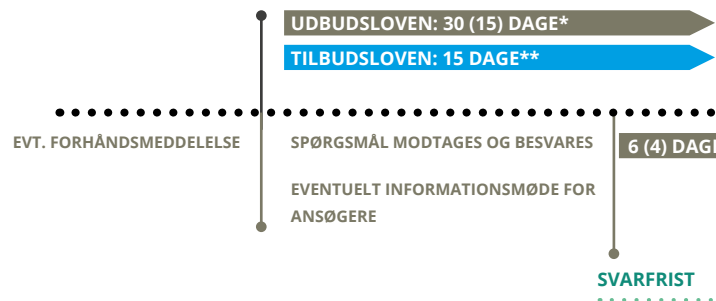 UDBUDSLOVEN: 30 (15) DAGE*
TILBUDSLOVEN: 15 DAGE**
EVT. FORHÅNDSMEDDELELSE
SPØRGSMÅL MODTAGES OG BESVARES
6 (4) DAGE
EVENTUELT INFORMATIONSMØDE FOR
ANSØGERE
SVARFRIST